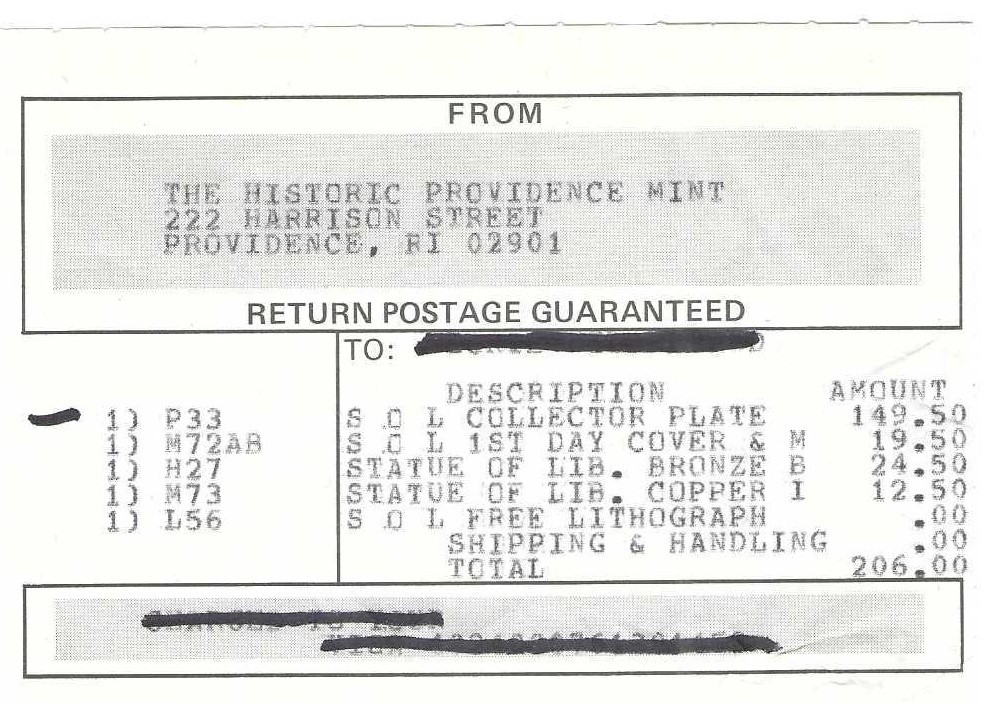 FROM
THE HISTORIC PROVIDENCE MINT
222 HARRISON STREET
PROVIDENCE, RI 02901
RETURN POSTAGE GUARANTEED
TO:
DESCRIPTION AMOUNT
1) P33 S O L COLLECTOR PLATE 149.50
1) M72AB S O L 1ST DAY COVER & M 19.50
1) H27 STATUE OF LIB. BRONZE B 24.50
1) M73 STATUE OF LIB. COPPER I 12.50
1) L56 S O L FREE LITHOGRAPH .00
SHIPPING & HANDLING .00
TOTAL 206.00